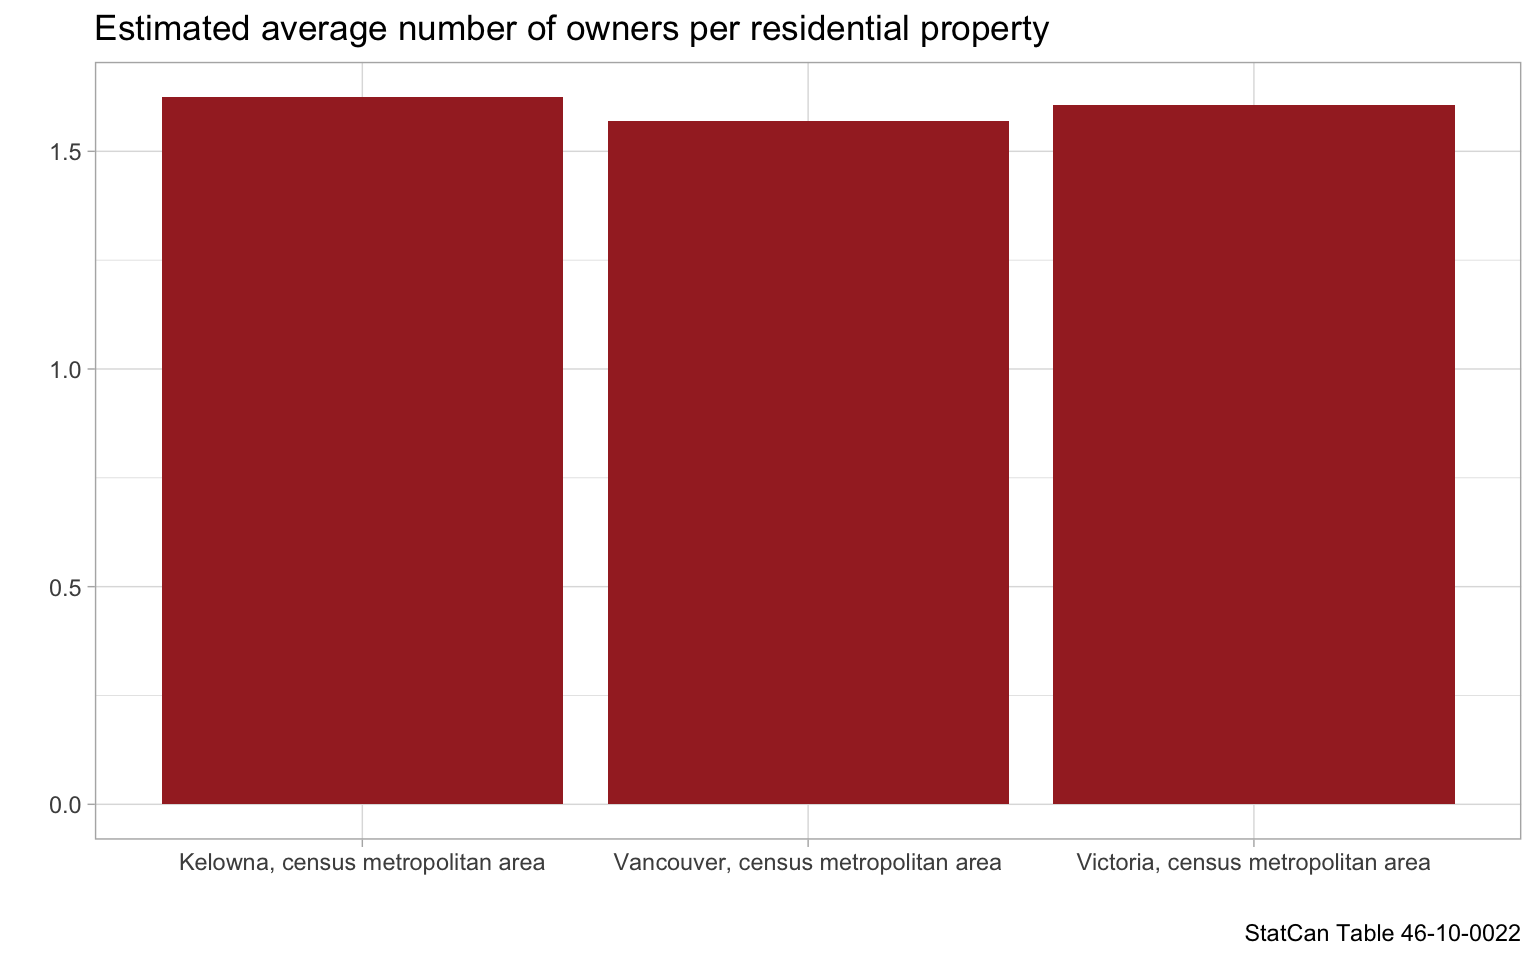 Estimated average number of owners per residential property
1.5
1.0
0.5
0.0
Kelowna, census metropolitan area
Vancouver, census metropolitan area
Victoria, census metropolitan area
StatCan Table 46-10-0022